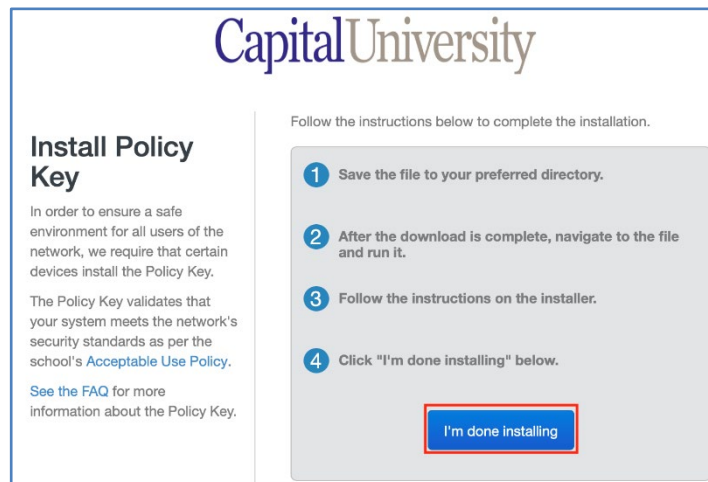 CapitalUniversity
Install Policy
Key
In order to ensure a safe
environment for all users of the
network, we require that certain
devices install the Policy Key.
The Policy Key validates that
your system meets the network's
security standards as per the
school's Acceptable Use Policy.
See the FAQ for more
information about the Policy Key.
Follow the instructions below to complete the installation.
1 Save the file to your preferred directory.
2 After the download is complete, navigate to the file
and run it.
3 Follow the instructions on the installer.
4 Click "I'm done installing" below.
I'm done installing